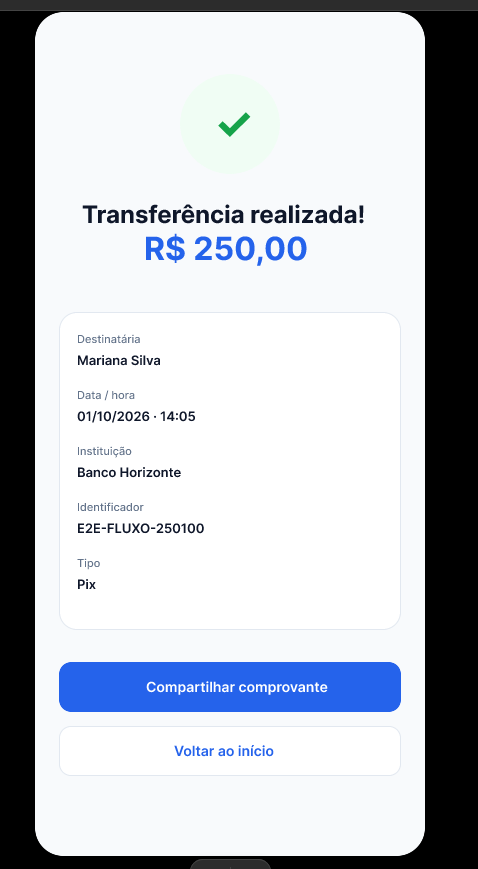 Transferência realizada!
R$ 250,00
Destinatária
Mariana Silva
Data / hora
01/10/2026 · 14:05
Instituição
Banco Horizonte
Identificador
E2E-FLUXO-250100
Tipo
Pix
Compartilhar comprovante
Voltar ao início